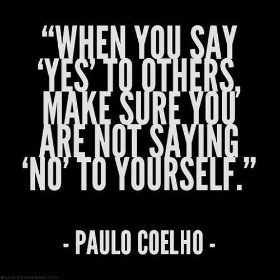 “WHEN YOU SAY
‘YES’ TO OTHERS,
MAKE SURE YOU
ARE NOT SAYING
‘NO’ TO YOURSELF.”
- PAULO COELHO -